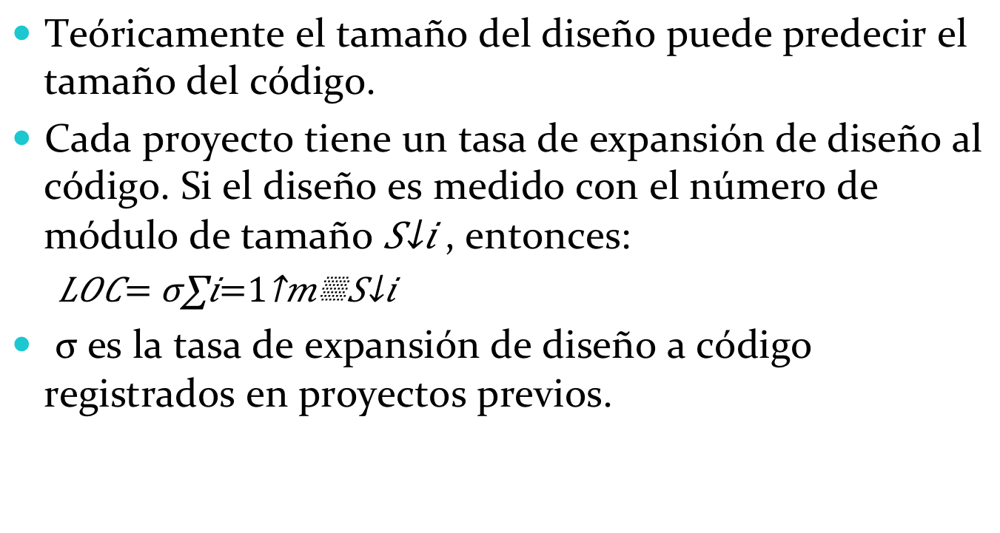 • Teóricamente el tamaño del diseño puede predecir el
tamaño del código.
• Cada proyecto tiene un tasa de expansión de diseño al
código. Si el diseño es medido con el número de
módulo de tamaño S↓i , entonces:
LOC= σ∑i=1↑m▒S↓i
• σ es la tasa de expansión de diseño a código
registrados en proyectos previos.